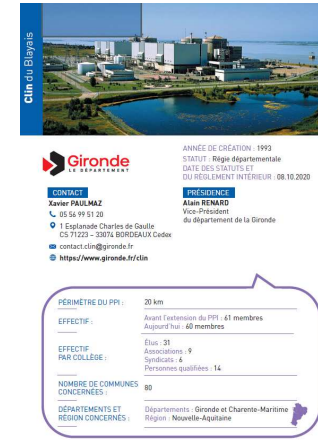 Clin du Blayais
Gironde
LE DÉPARTEMENT
ANNÉE DE CRÉATION : 1993
STATUT : Régie départementale
DATE DES STATUTS ET
DU RÈGLEMENT INTÉRIEUR : 08.10.2020
CONTACT
Xavier PAULMAZ
05 56 99 51 20
1 Esplanade Charles de Gaulle
CS 71223 – 33074 BORDEAUX Cedex
contact.clin@gironde.fr
https://www.gironde.fr/clin
PRÉSIDENCE
Alain RENARD
Vice-Président
du département de la Gironde
PÉRIMÈTRE DU PPI :
20 km
EFFECTIF :
Avant l'extension du PPI : 61 membres
Aujourd'hui : 60 membres
EFFECTIF
PAR COLLÈGE :
Élus : 31
Associations : 9
Syndicats : 6
Personnes qualifiées : 14
NOMBRE DE COMMUNES
CONCERNÉES :
80
DÉPARTEMENTS ET
RÉGION CONCERNÉS :
Départements : Gironde et Charente-Maritime
Région : Nouvelle-Aquitaine